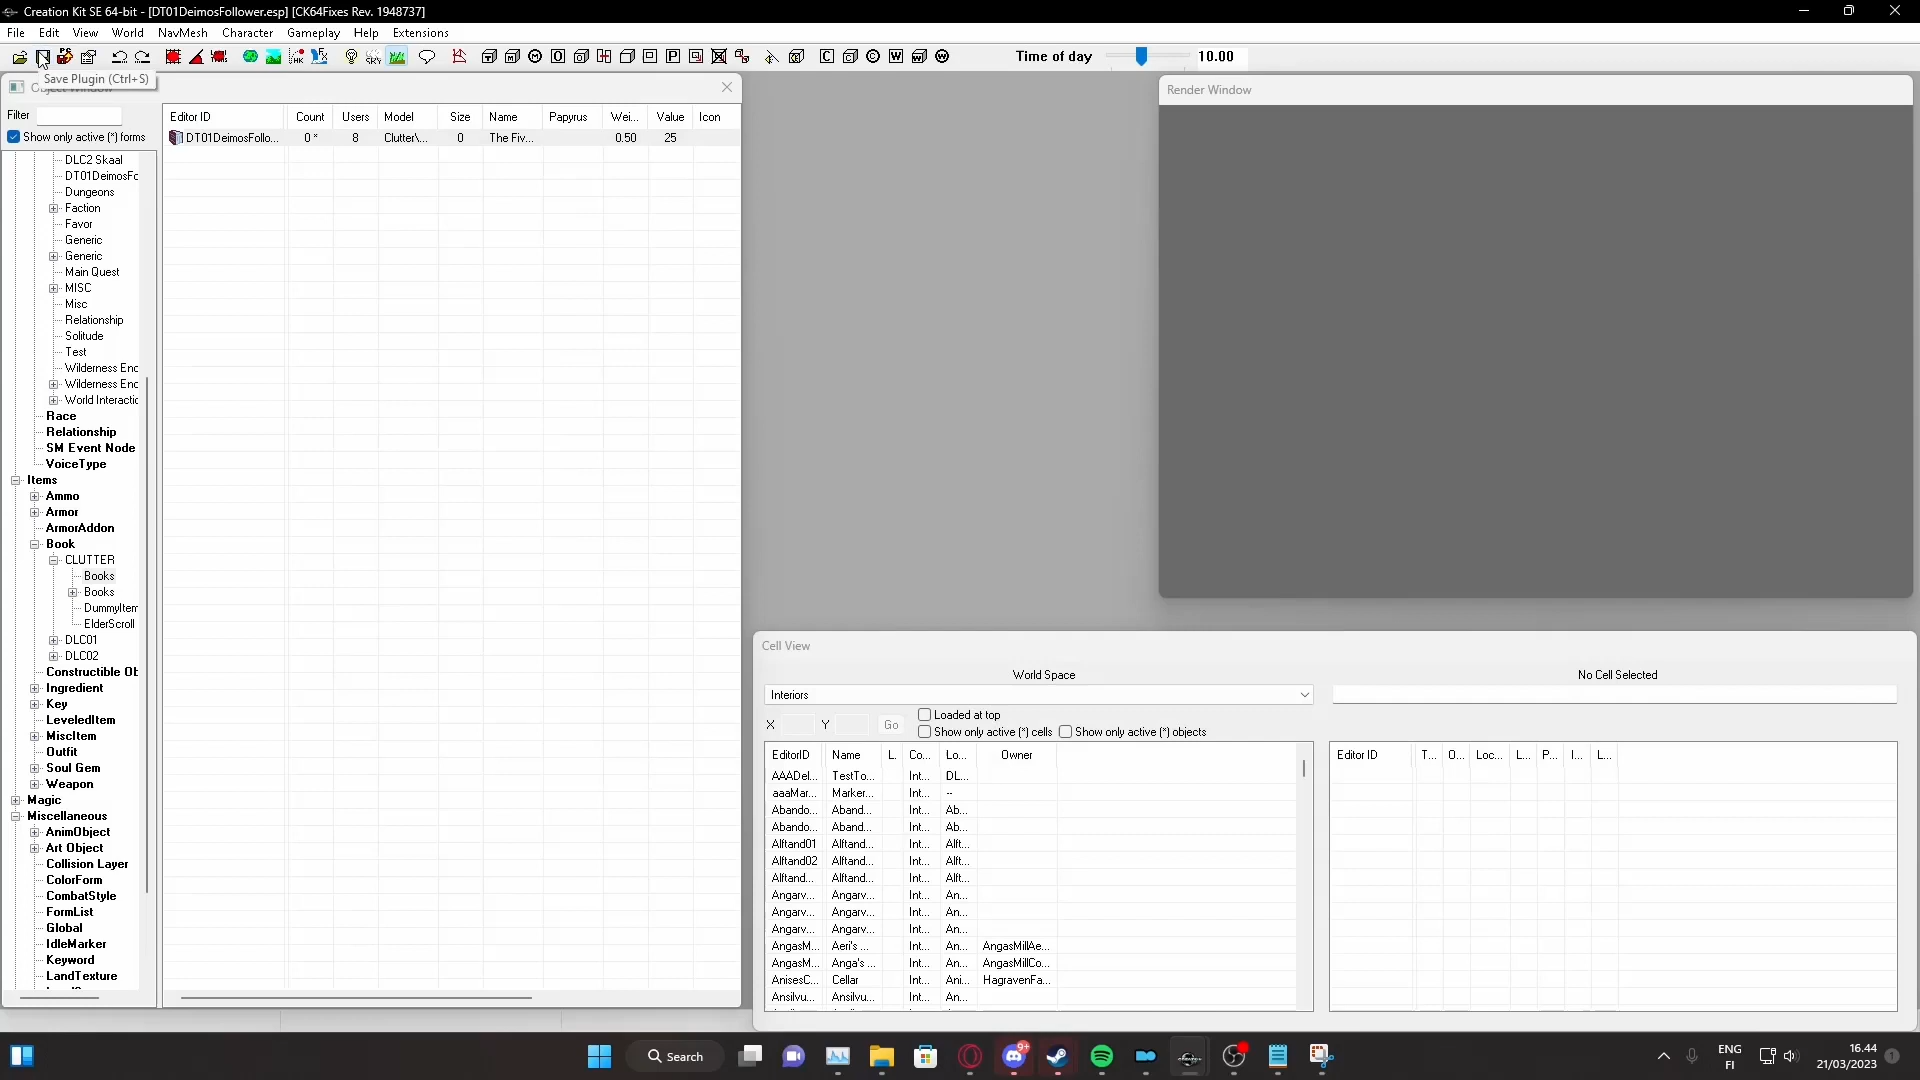 Creation Kit SE 64-bit - [DT01DeimosFollower.esp] [CK64Fixes Rev. 1948737]
File Edit View World NavMesh Character Gameplay Help Extensions
Time of day 10.00
Save Plugin (Ctrl+S)
Filter
Show only active (*) forms
Editor ID Count Users Model Size Name Papyrus Wei... Value Icon
DT01DeimosFollo... 0 * 8 Clutter\... 0 The Fiv... 0.50 25
DLC2 Skaal
DT01DeimosFc
Dungeons
Faction
Favor
Generic
Generic
Main Quest
MISC
Misc
Relationship
Solitude
Test
Wilderness Enc
Wilderness Enc
World Interactic
Race
Relationship
SM Event Node
VoiceType
Items
Ammo
Armor
ArmorAddon
Book
CLUTTER
Books
Books
DummyItem
ElderScroll
DLC01
DLC02
Constructible Ob
Ingredient
Key
LeveledItem
MiscItem
Outfit
Soul Gem
Weapon
Magic
Miscellaneous
AnimObject
Art Object
Collision Layer
ColorForm
CombatStyle
FormList
Global
IdleMarker
Keyword
LandTexture
Render Window
Cell View
World Space
Interiors
X Y Go
Loaded at top
Show only active (*) cells Show only active (*) objects
EditorID Name L. Co... Lo... Owner
AAADel... TestTo... Int... DL...
aaaMar... Marker... Int... --
Abando... Aband... Int... Ab...
Abando... Aband... Int... Ab...
Alftand01 Alftand... Int... Alft...
Alftand02 Alftand... Int... Alft...
Alftand... Alftand... Int... Alft...
Angarv... Angarv... Int... An...
Angarv... Angarv... Int... An...
Angarv... Angarv... Int... An...
AngasM... Aeri's ... Int... An... AngasMillAe...
AngasM... Anga's ... Int... An... AngasMillCo...
AnisesC... Cellar Int... Ani... HagravenFa...
Ansilvu... Ansilvu... Int... An...
No Cell Selected
Editor ID T... O... Loc... L... P... I... L...
Search
9+
ENG
FI
16.44
21/03/2023
1